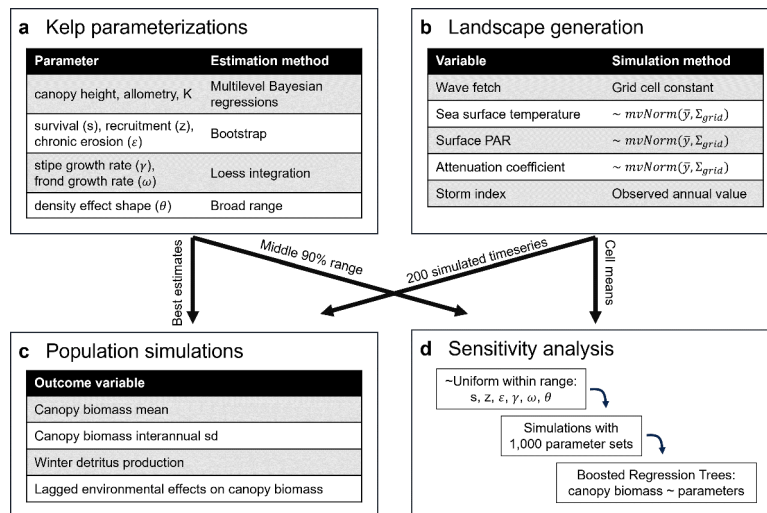 a Kelp parameterizations
Parameter Estimation method
canopy height, allometry, K Multilevel Bayesian
regressions
survival (s), recruitment (z),
chronic erosion (ε) Bootstrap
stipe growth rate (γ),
frond growth rate (ω) Loess integration
density effect shape (θ) Broad range
b Landscape generation
Variable Simulation method
Wave fetch Grid cell constant
Sea surface temperature ~ mvNorm(ȳ, Σ_grid)
Surface PAR ~ mvNorm(ȳ, Σ_grid)
Attenuation coefficient ~ mvNorm(ȳ, Σ_grid)
Storm index Observed annual value
Best estimates
Middle 90% range
200 simulated timeseries
Cell means
c Population simulations
Outcome variable
Canopy biomass mean
Canopy biomass interannual sd
Winter detritus production
Lagged environmental effects on canopy biomass
d Sensitivity analysis
~Uniform within range:
s, z, ε, γ, ω, θ
Simulations with
1,000 parameter sets
Boosted Regression Trees:
canopy biomass ~ parameters